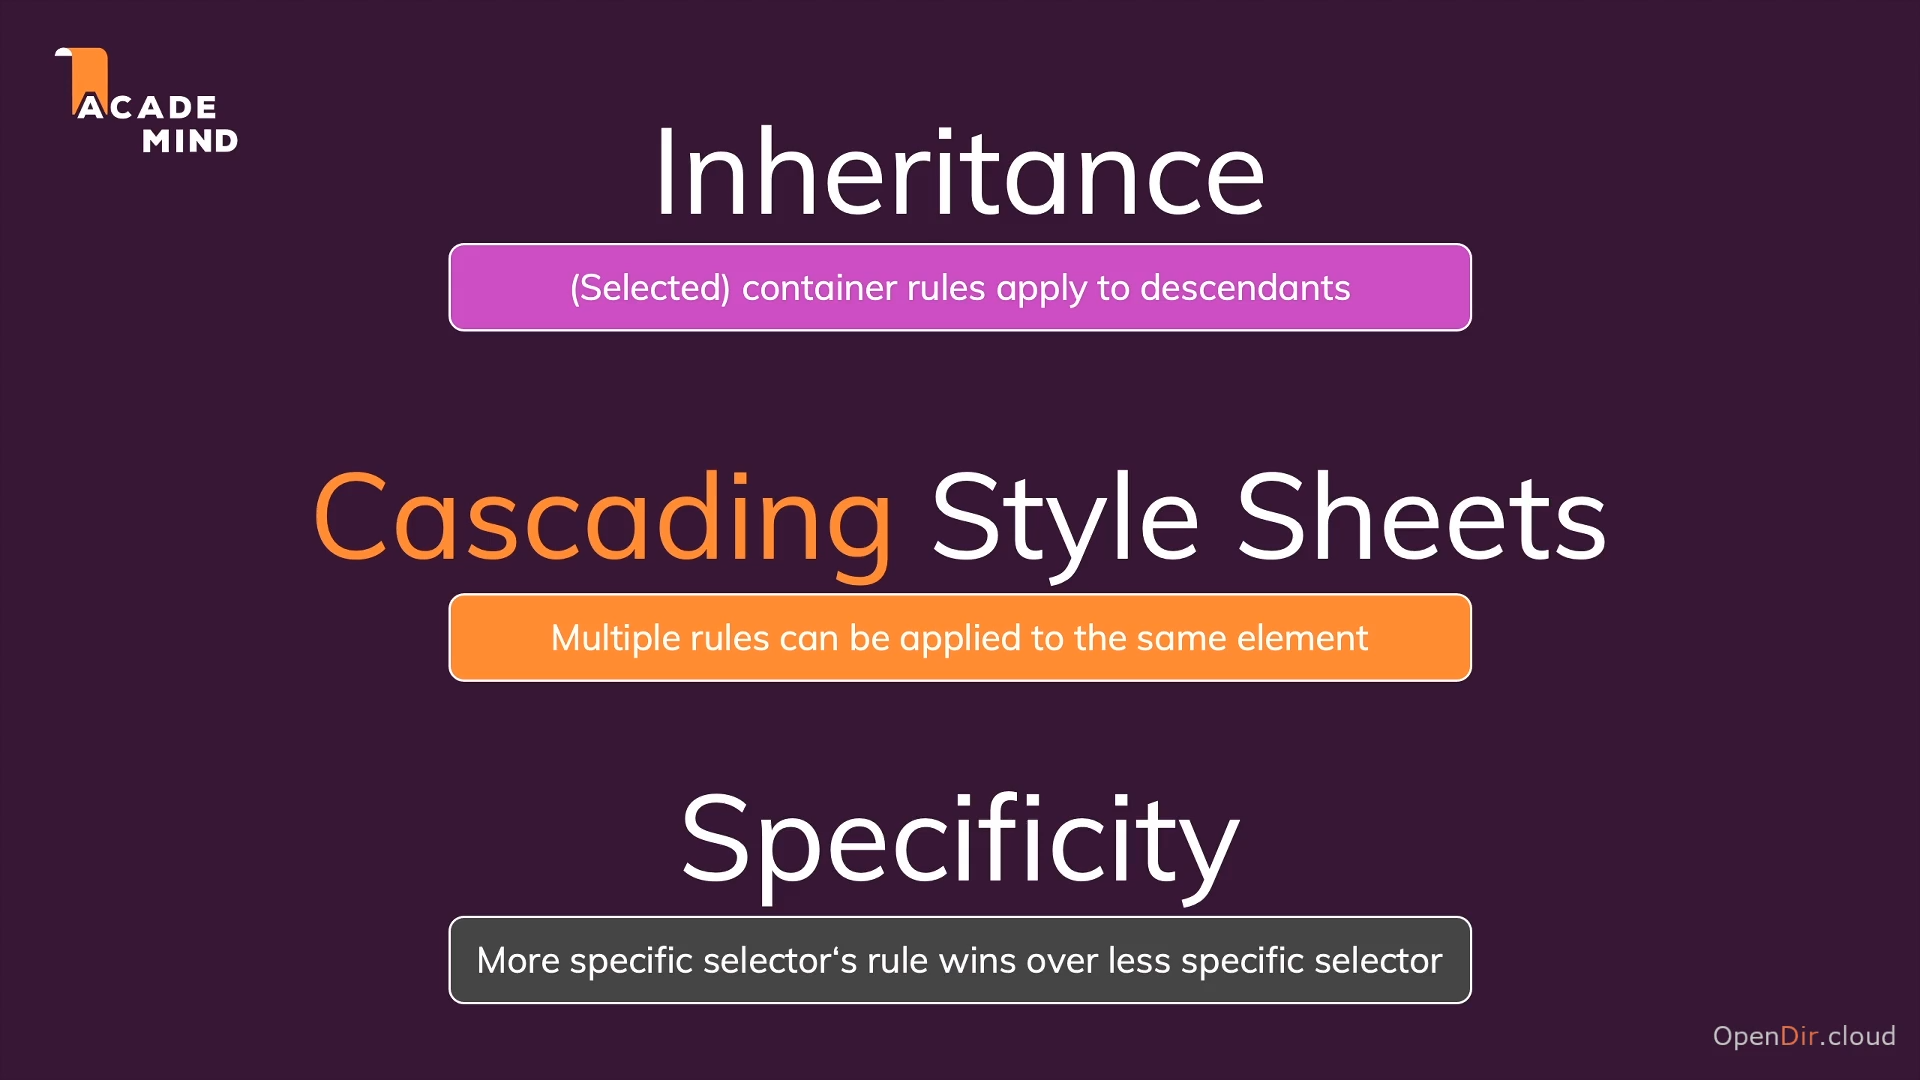 ACADE
MIND
Inheritance
(Selected) container rules apply to descendants
Cascading Style Sheets
Multiple rules can be applied to the same element
Specificity
More specific selector‘s rule wins over less specific selector
OpenDir.cloud